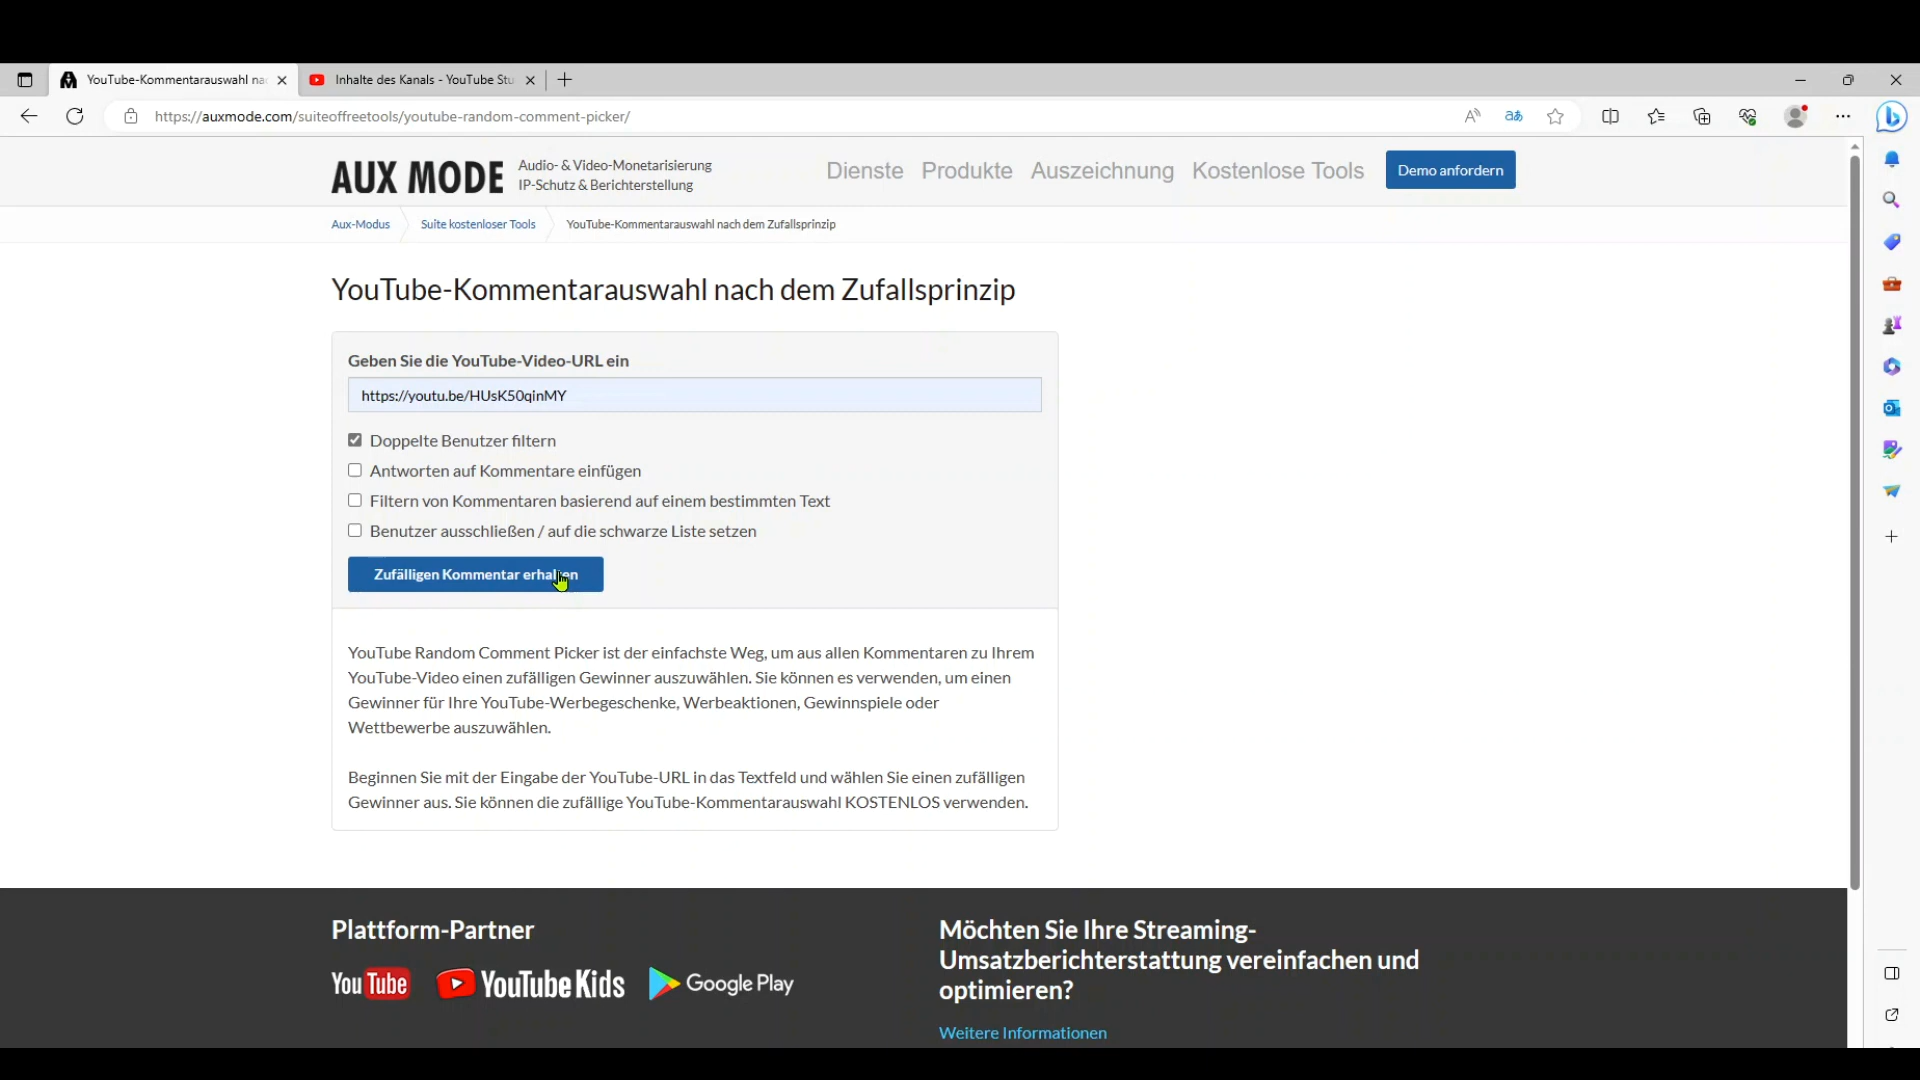 YouTube-Kommentarauswahl na
Inhalte des Kanals - YouTube Stu
https://auxmode.com/suiteoffreetools/youtube-random-comment-picker/
AUX MODE
Audio- & Video-Monetarisierung
IP-Schutz & Berichterstellung
Dienste Produkte Auszeichnung Kostenlose Tools
Demo anfordern
Aux-Modus
Suite kostenloser Tools
YouTube-Kommentarauswahl nach dem Zufallsprinzip
YouTube-Kommentarauswahl nach dem Zufallsprinzip
Geben Sie die YouTube-Video-URL ein
https://youtu.be/HUsK50qinMY
Doppelte Benutzer filtern
Antworten auf Kommentare einfügen
Filtern von Kommentaren basierend auf einem bestimmten Text
Benutzer ausschließen / auf die schwarze Liste setzen
Zufälligen Kommentar erhalten
YouTube Random Comment Picker ist der einfachste Weg, um aus allen Kommentaren zu Ihrem
YouTube-Video einen zufälligen Gewinner auszuwählen. Sie können es verwenden, um einen
Gewinner für Ihre YouTube-Werbegeschenke, Werbeaktionen, Gewinnspiele oder
Wettbewerbe auszuwählen.
Beginnen Sie mit der Eingabe der YouTube-URL in das Textfeld und wählen Sie einen zufälligen
Gewinner aus. Sie können die zufällige YouTube-Kommentarauswahl KOSTENLOS verwenden.
Plattform-Partner
YouTube
YouTube Kids
Google Play
Möchten Sie Ihre Streaming-
Umsatzberichterstattung vereinfachen und
optimieren?
Weitere Informationen